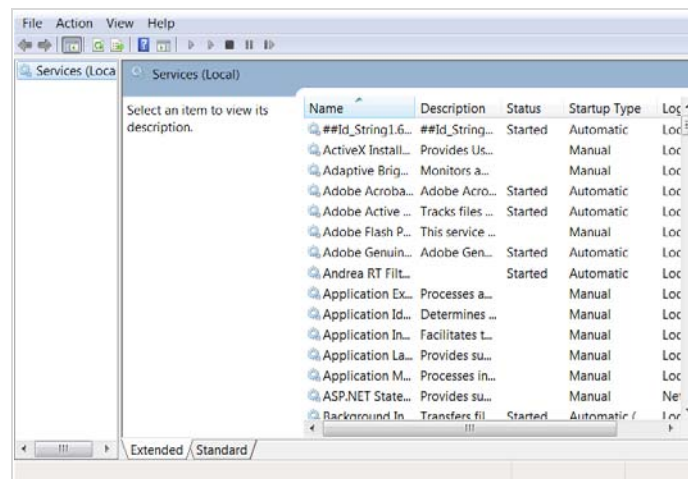 File Action View Help
Services (Loca
Services (Local)
Select an item to view its
description.
Name Description Status Startup Type Log
##Id_String1.6... ##Id_String... Started Automatic Loc
ActiveX Install... Provides Us... Manual Loc
Adaptive Brig... Monitors a... Manual Loc
Adobe Acroba... Adobe Acro... Started Automatic Loc
Adobe Active ... Tracks files ... Started Automatic Loc
Adobe Flash P... This service ... Manual Loc
Adobe Genuin... Adobe Gen... Started Automatic Loc
Andrea RT Filt... Started Automatic Loc
Application Ex... Processes a... Manual Loc
Application Id... Determines ... Manual Loc
Application In... Facilitates t... Manual Loc
Application La... Provides su... Manual Loc
Application M... Processes in... Manual Loc
ASP.NET State... Provides su... Manual Net
Background In... Transfers fil... Started Automatic ( Loc
Extended Standard